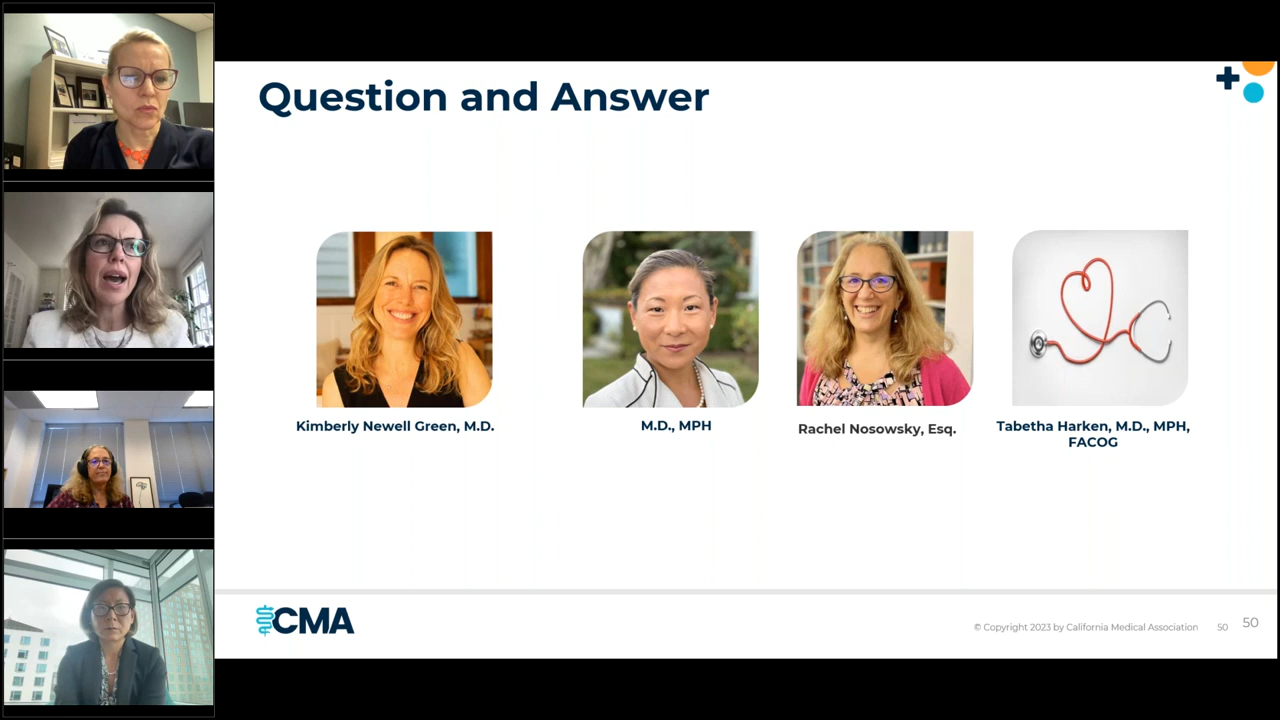 Question and Answer
Kimberly Newell Green, M.D.
M.D., MPH
Rachel Nosowsky, Esq.
Tabetha Harken, M.D., MPH,
FACOG
CMA
© Copyright 2023 by California Medical Association
50
50